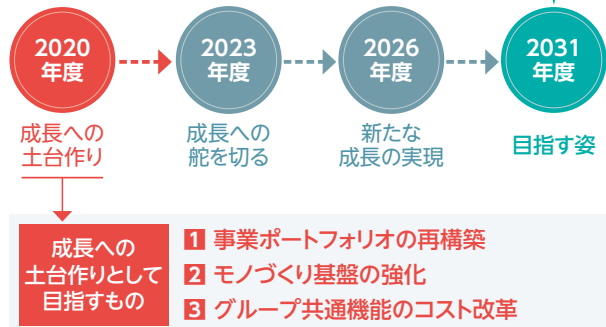 2020
年度
2023
年度
2026
年度
2031
年度
成長への
土台作り
成長への
舵を切る
新たな
成長の実現
目指す姿
成長への
土台作りとして
目指すもの
1 事業ポートフォリオの再構築
2 モノづくり基盤の強化
3 グループ共通機能のコスト改革